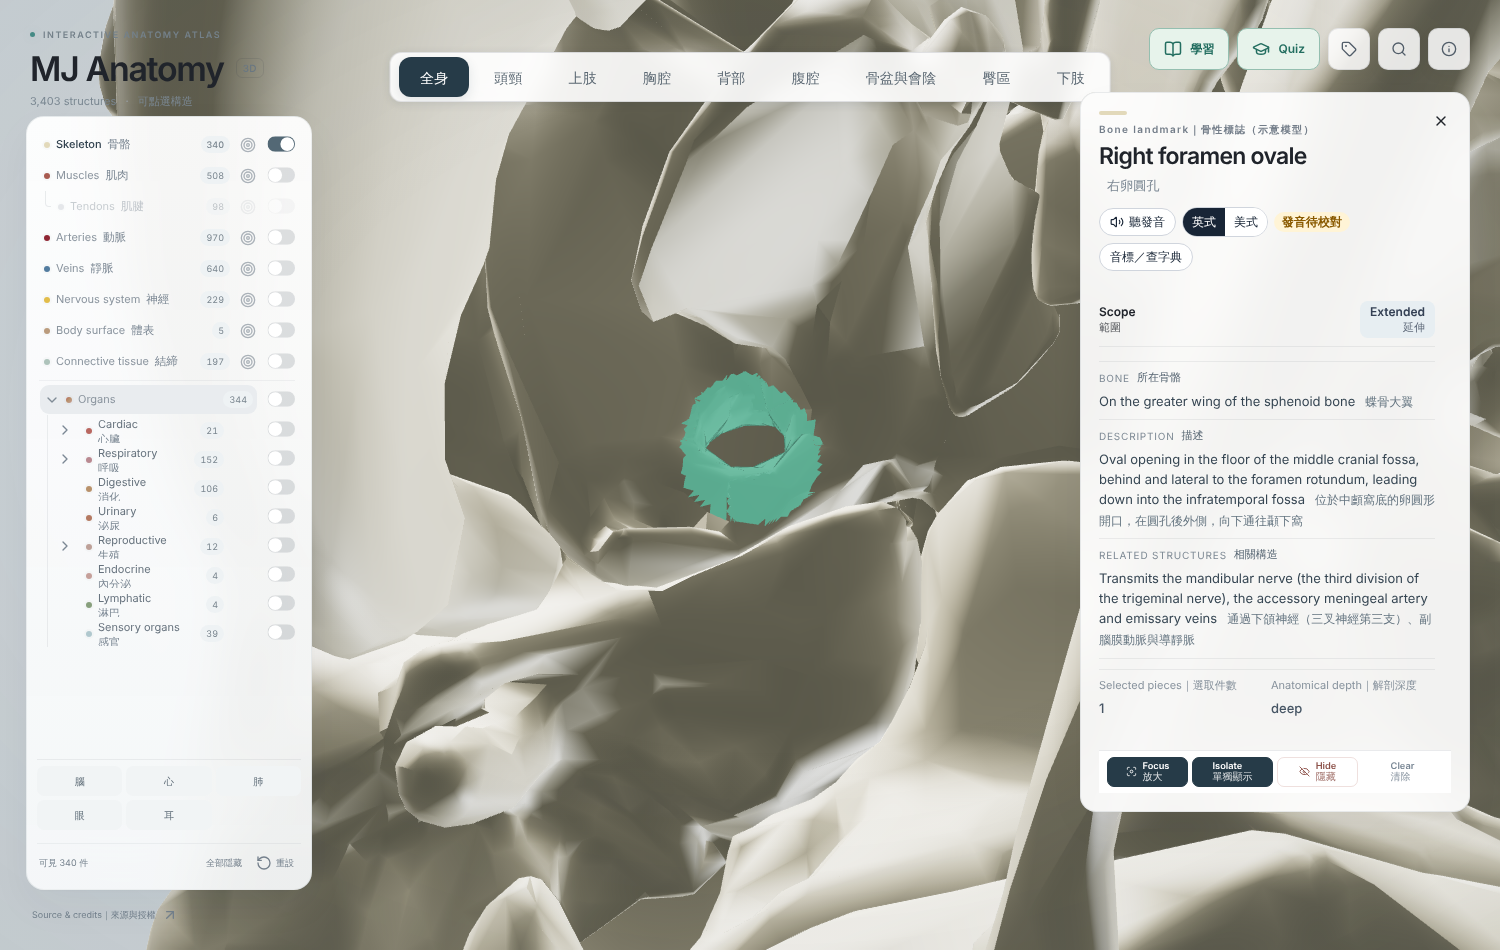 INTERACTIVE ANATOMY ATLAS
MJ Anatomy 3D
3,403 structures · 可點選構造
學習
Quiz
全身
頭頸
上肢
胸腔
背部
腹腔
骨盆與會陰
臀區
下肢
Skeleton 骨骼 340
Muscles 肌肉 508
Tendons 肌腱 98
Arteries 動脈 970
Veins 靜脈 640
Nervous system 神經 229
Body surface 體表 5
Connective tissue 結締 197
Organs 344
Cardiac 21
心臟
Respiratory 152
呼吸
Digestive 106
消化
Urinary 6
泌尿
Reproductive 12
生殖
Endocrine 4
內分泌
Lymphatic 4
淋巴
Sensory organs 39
感官
腦
心
肺
眼
耳
可見 340 件
全部隱藏
重設
Source & credits｜來源與授權
Bone landmark｜骨性標誌（示意模型）
Right foramen ovale
右卵圓孔
聽發音
英式
美式
發音待校對
音標／查字典
Scope
範圍
Extended
延伸
BONE 所在骨骼
On the greater wing of the sphenoid bone 蝶骨大翼
DESCRIPTION 描述
Oval opening in the floor of the middle cranial fossa,
behind and lateral to the foramen rotundum, leading
down into the infratemporal fossa 位於中顱窩底的卵圓形
開口，在圓孔後外側，向下通往顳下窩
RELATED STRUCTURES 相關構造
Transmits the mandibular nerve (the third division of
the trigeminal nerve), the accessory meningeal artery
and emissary veins 通過下頜神經（三叉神經第三支）、副
腦膜動脈與導靜脈
Selected pieces｜選取件數
1
Anatomical depth｜解剖深度
deep
Focus
放大
Isolate
單獨顯示
Hide
隱藏
Clear
清除